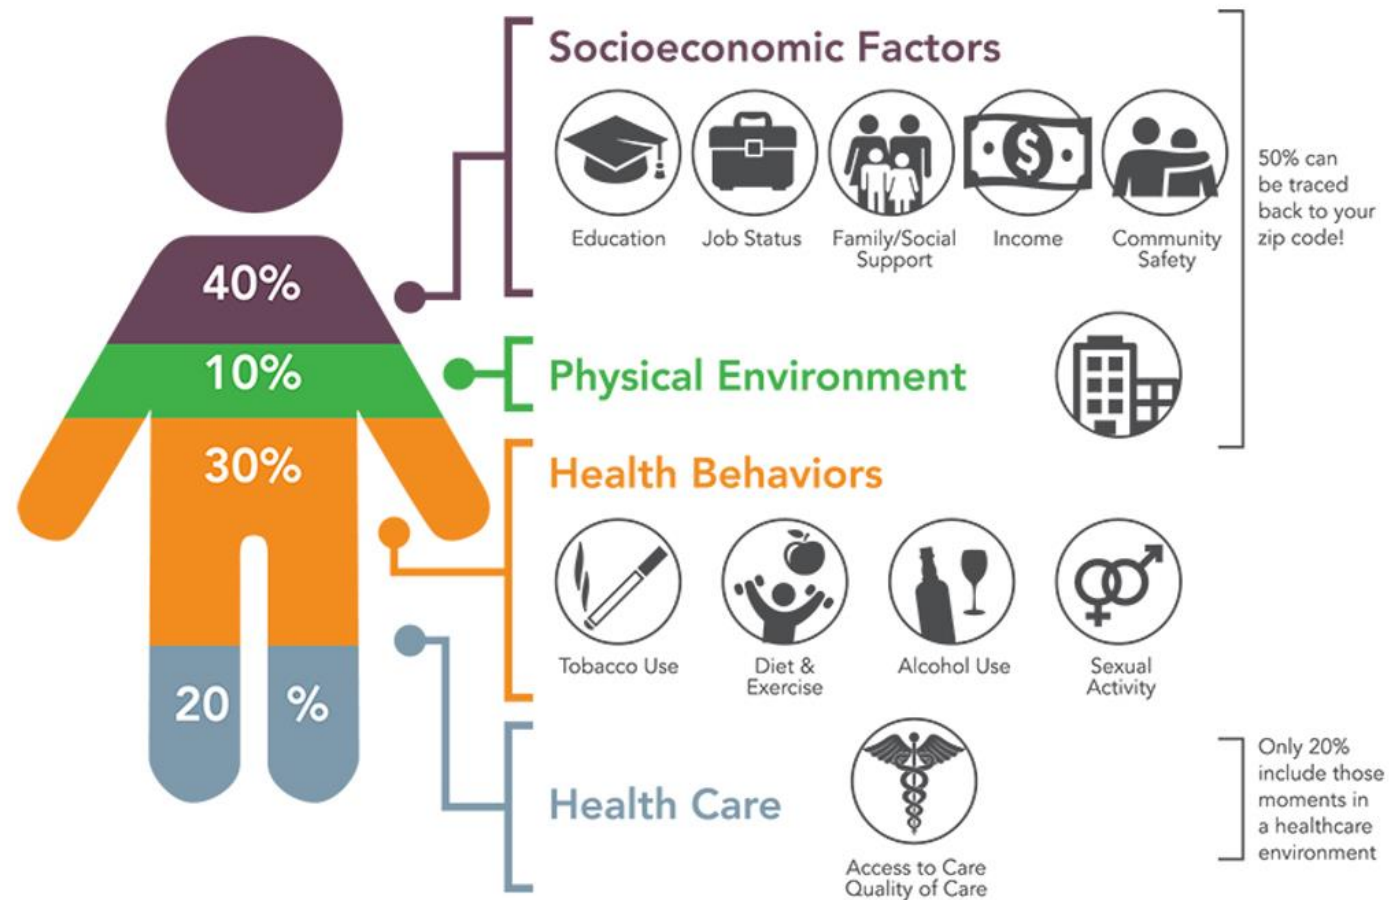 Socioeconomic Factors
Education
Job Status
Family/Social
Support
Income
Community
Safety
50% can
be traced
back to your
zip code!
40%
10%
Physical Environment
30%
Health Behaviors
Tobacco Use
Diet &
Exercise
Alcohol Use
Sexual
Activity
20 %
Health Care
Access to Care
Quality of Care
Only 20%
include those
moments in
a healthcare
environment